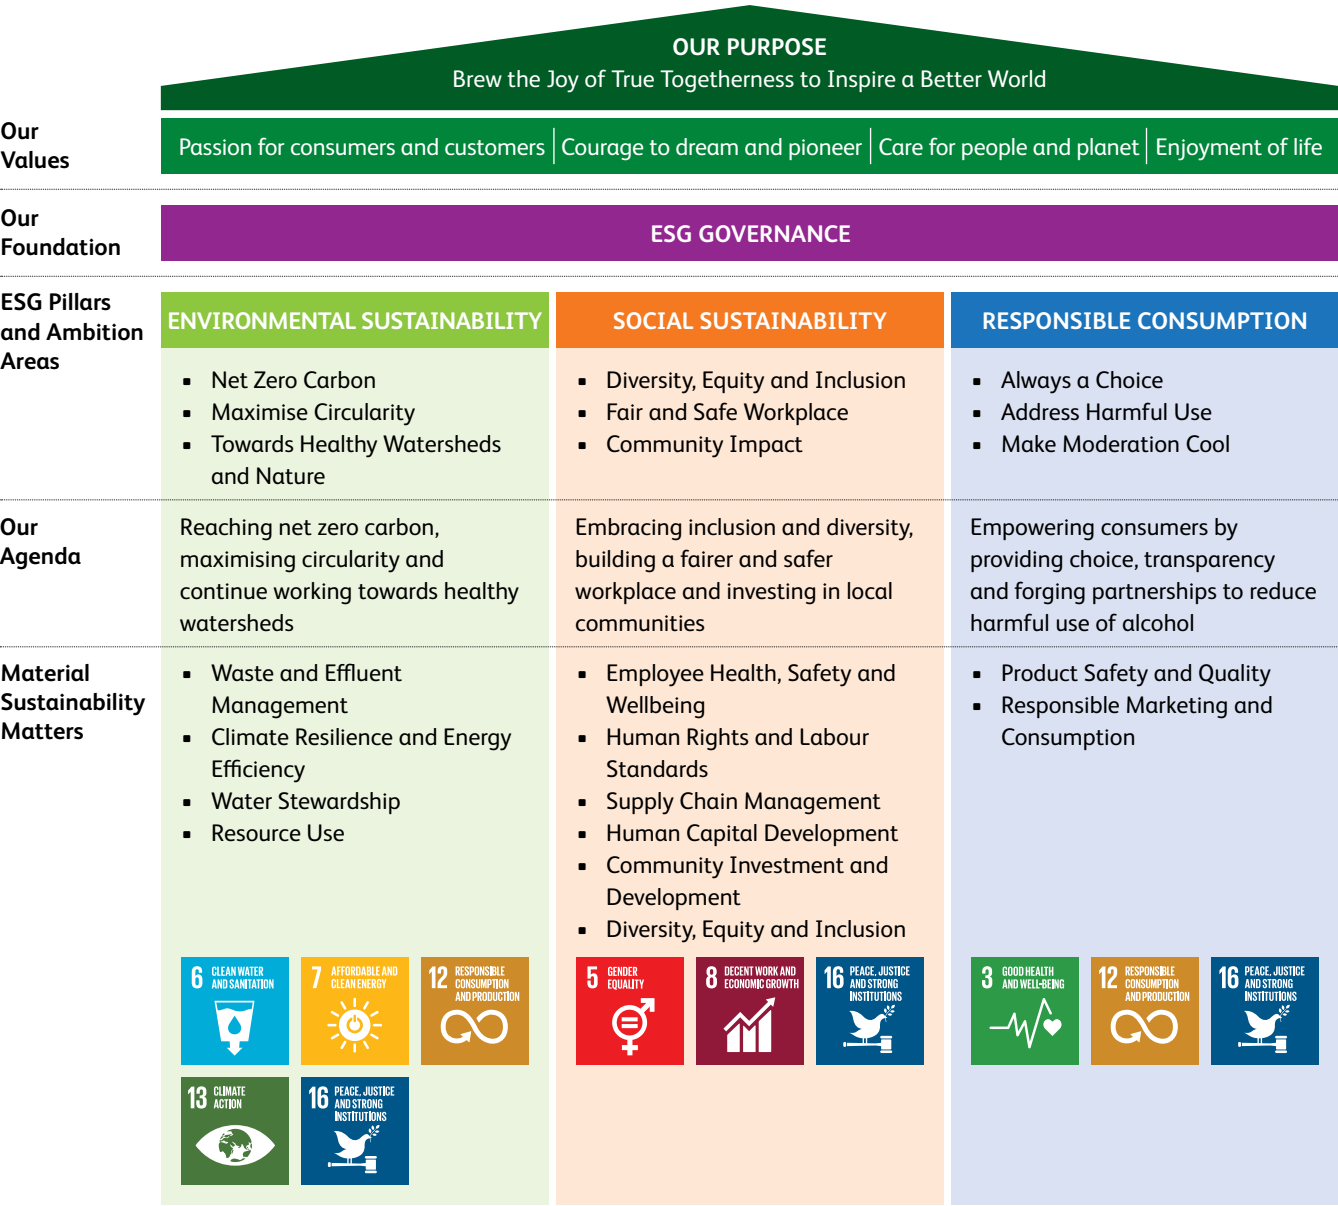 OUR PURPOSE
Brew the Joy of True Togetherness to Inspire a Better World
Our
Values
Passion for consumers and customers
Courage to dream and pioneer
Care for people and planet
Enjoyment of life
Our
Foundation
ESG GOVERNANCE
ESG Pillars
and Ambition
Areas
ENVIRONMENTAL SUSTAINABILITY
▪ Net Zero Carbon
▪ Maximise Circularity
▪ Towards Healthy Watersheds
and Nature
SOCIAL SUSTAINABILITY
▪ Diversity, Equity and Inclusion
▪ Fair and Safe Workplace
▪ Community Impact
RESPONSIBLE CONSUMPTION
▪ Always a Choice
▪ Address Harmful Use
▪ Make Moderation Cool
Our
Agenda
Reaching net zero carbon,
maximising circularity and
continue working towards healthy
watersheds
Embracing inclusion and diversity,
building a fairer and safer
workplace and investing in local
communities
Empowering consumers by
providing choice, transparency
and forging partnerships to reduce
harmful use of alcohol
Material
Sustainability
Matters
▪ Waste and Effluent
Management
▪ Climate Resilience and Energy
Efficiency
▪ Water Stewardship
▪ Resource Use
6 CLEAN WATER
AND SANITATION
7 AFFORDABLE AND
CLEAN ENERGY
12 RESPONSIBLE
CONSUMPTION
AND PRODUCTION
13 CLIMATE
ACTION
16 PEACE, JUSTICE
AND STRONG
INSTITUTIONS
▪ Employee Health, Safety and
Wellbeing
▪ Human Rights and Labour
Standards
▪ Supply Chain Management
▪ Human Capital Development
▪ Community Investment and
Development
▪ Diversity, Equity and Inclusion
5 GENDER
EQUALITY
8 DECENT WORK AND
ECONOMIC GROWTH
16 PEACE, JUSTICE
AND STRONG
INSTITUTIONS
▪ Product Safety and Quality
▪ Responsible Marketing and
Consumption
3 GOOD HEALTH
AND WELL-BEING
12 RESPONSIBLE
CONSUMPTION
AND PRODUCTION
16 PEACE, JUSTICE
AND STRONG
INSTITUTIONS